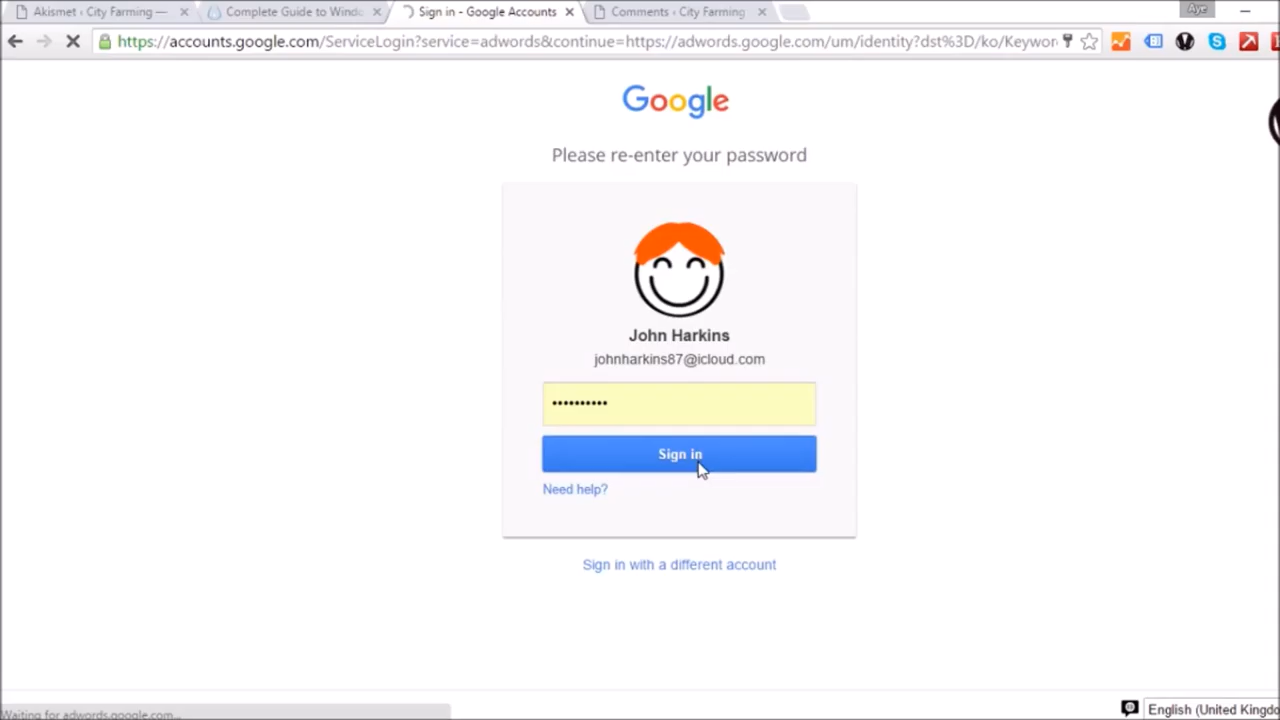 Akismet ‹ City Farming — Complete Guide to Windo Sign in - Google Accounts Comments ‹ City Farming Aye
https://accounts.google.com/ServiceLogin?service=adwords&continue=https://adwords.google.com/um/identity?dst%3D/ko/Keywor
Google
Please re-enter your password
John Harkins
johnharkins87@icloud.com
••••••••••
Sign in
Need help?
Sign in with a different account
Waiting for adwords.google.com...
English (United Kingdo